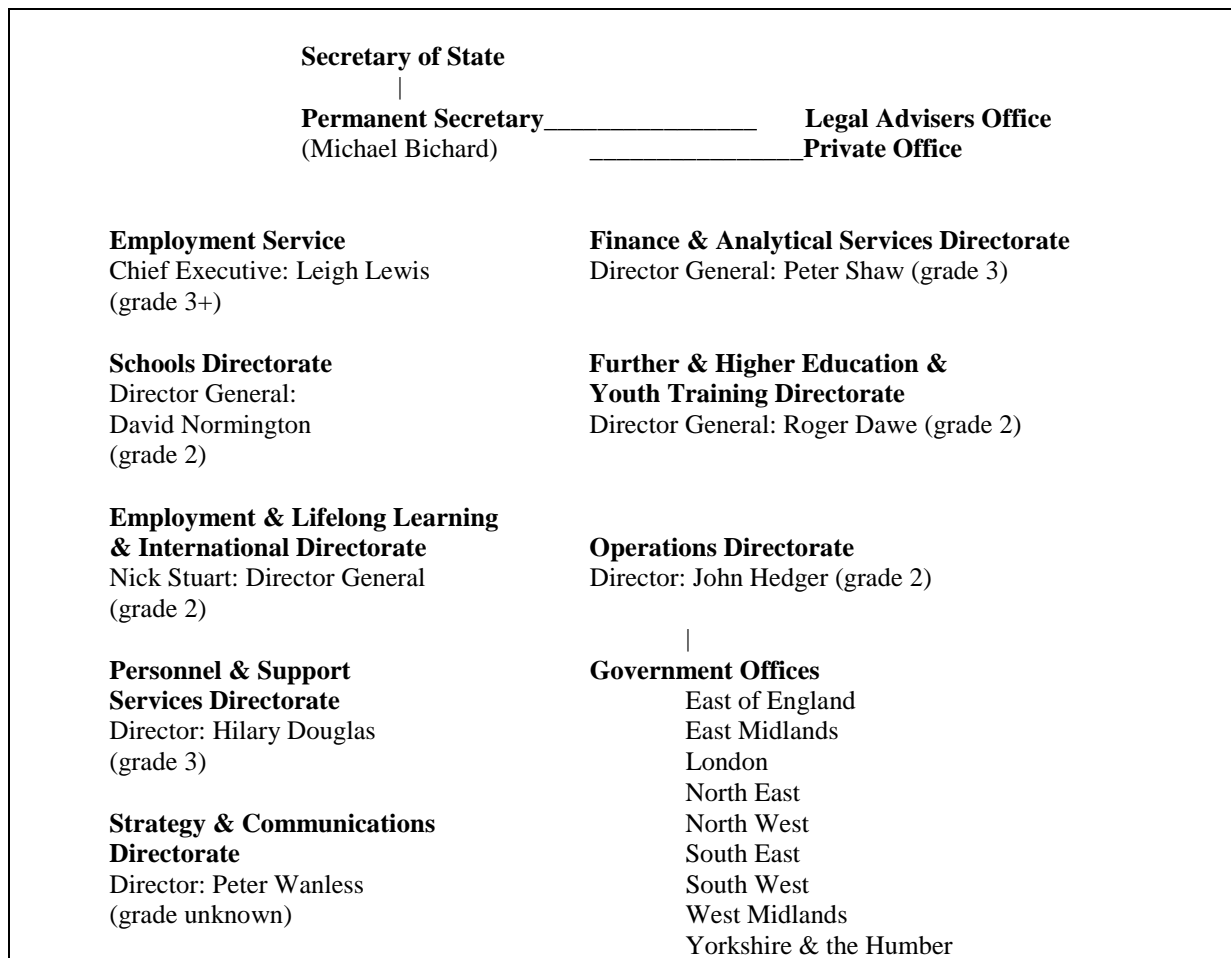 Secretary of State
|
Permanent Secretary________________ Legal Advisers Office
(Michael Bichard) ________________Private Office
Employment Service
Chief Executive: Leigh Lewis
(grade 3+)
Finance & Analytical Services Directorate
Director General: Peter Shaw (grade 3)
Schools Directorate
Director General:
David Normington
(grade 2)
Further & Higher Education &
Youth Training Directorate
Director General: Roger Dawe (grade 2)
Employment & Lifelong Learning
& International Directorate
Nick Stuart: Director General
(grade 2)
Operations Directorate
Director: John Hedger (grade 2)
|
Personnel & Support
Services Directorate
Director: Hilary Douglas
(grade 3)
Strategy & Communications
Directorate
Director: Peter Wanless
(grade unknown)
Government Offices
East of England
East Midlands
London
North East
North West
South East
South West
West Midlands
Yorkshire & the Humber